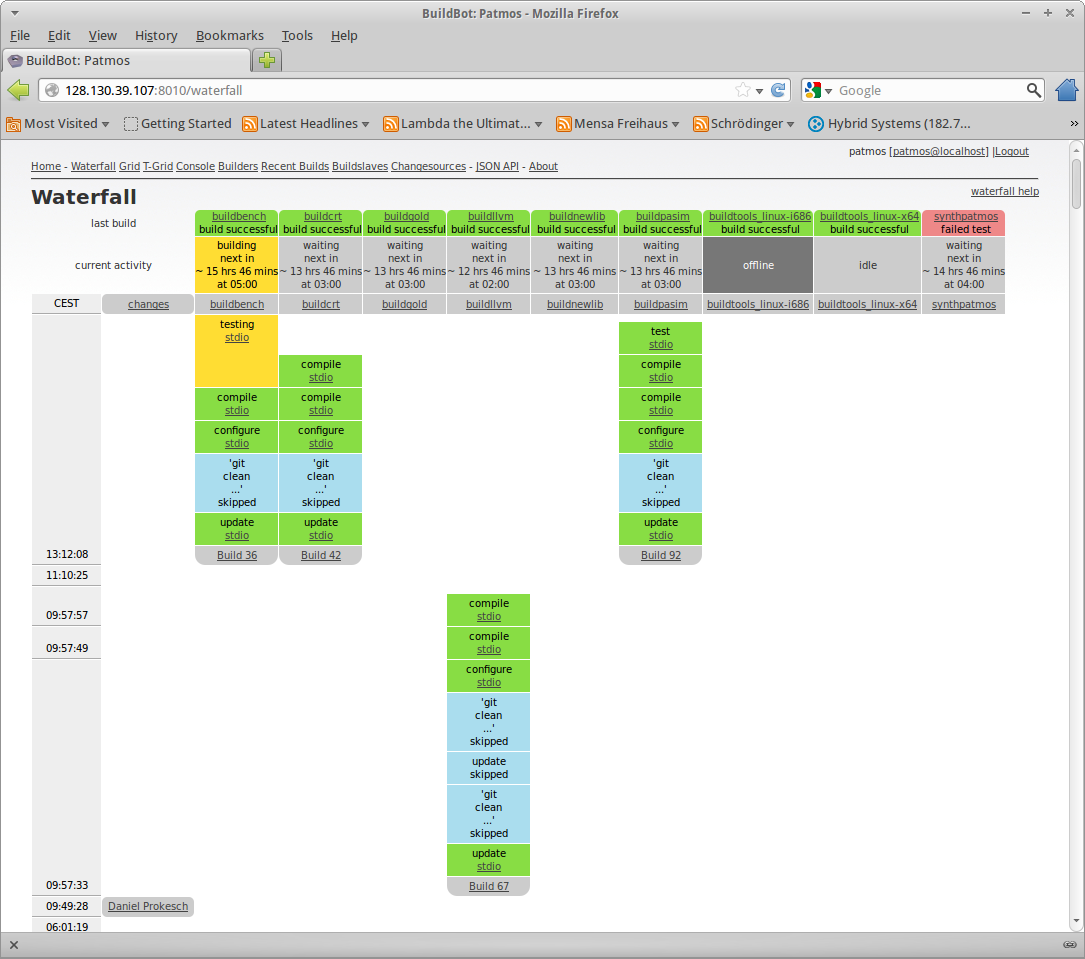 BuildBot: Patmos - Mozilla Firefox
File Edit View History Bookmarks Tools Help
BuildBot: Patmos
128.130.39.107:8010/waterfall
Google
Most Visited Getting Started Latest Headlines Lambda the Ultimat... Mensa Freihaus Schrödinger Hybrid Systems (182.7... »
patmos [patmos@localhost] |Logout
Home - Waterfall Grid T-Grid Console Builders Recent Builds Buildslaves Changesources - JSON API - About
Waterfall
waterfall help
last build
buildbench buildcrt buildgold buildllvm buildnewlib buildpasim buildtools_linux-i686 buildtools_linux-x64 synthpatmos
build successful build successful build successful build successful build successful build successful build successful build successful failed test
current activity
building waiting waiting waiting waiting waiting waiting
next in next in next in next in next in next in next in
offline idle
~ 15 hrs 46 mins ~ 13 hrs 46 mins ~ 13 hrs 46 mins ~ 12 hrs 46 mins ~ 13 hrs 46 mins ~ 13 hrs 46 mins ~ 14 hrs 46 mins
at 05:00 at 03:00 at 03:00 at 02:00 at 03:00 at 03:00 at 04:00
CEST changes buildbench buildcrt buildgold buildllvm buildnewlib buildpasim buildtools_linux-i686 buildtools_linux-x64 synthpatmos
testing
stdio
test
stdio
compile compile
stdio stdio
compile compile compile
stdio stdio stdio
configure configure configure
stdio stdio stdio
'git 'git 'git
clean clean clean
...' ...' ...'
skipped skipped skipped
update update update
stdio stdio stdio
13:12:08 Build 36 Build 42 Build 92
11:10:25
compile
09:57:57 stdio
compile
09:57:49 stdio
configure
stdio
'git
clean
...'
skipped
update
skipped
'git
clean
...'
skipped
update
stdio
09:57:33 Build 67
09:49:28 Daniel Prokesch
06:01:19